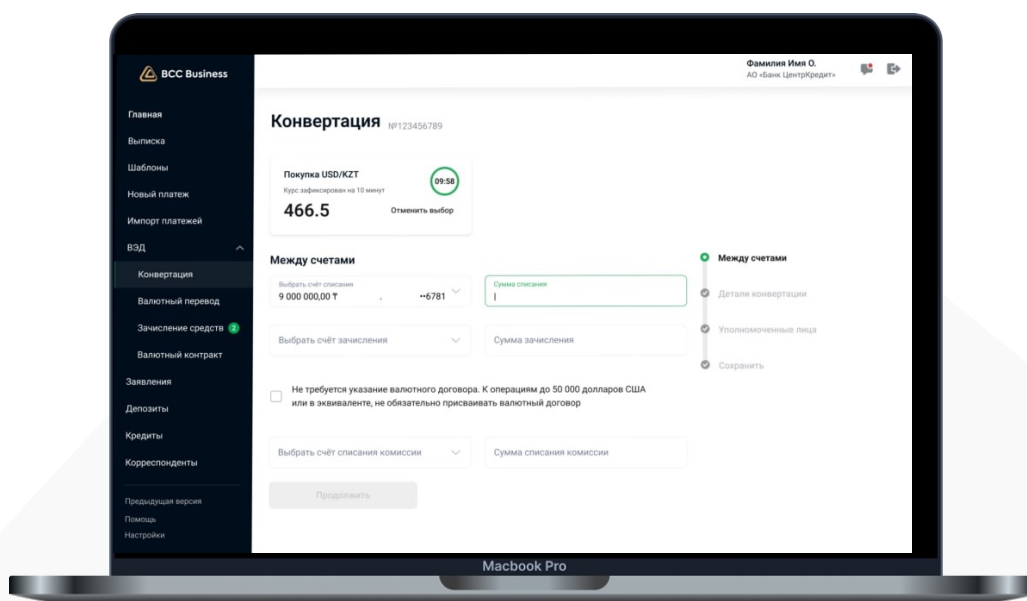 BCC Business
Фамилия Имя О.
АО «Банк ЦентрКредит»
Главная
Выписка
Шаблоны
Новый платеж
Импорт платежей
ВЭД
Конвертация
Валютный перевод
Зачисление средств 2
Валютный контракт
Заявления
Депозиты
Кредиты
Корреспонденты
Предыдущая версия
Помощь
Настройки
Конвертация №123456789
Покупка USD/KZT
Курс зафиксирован на 10 минут
09:58
466.5
Отменить выбор
Между счетами
Выбрать счёт списания
9 000 000,00 ₸ . ••6781
Сумма списания
Выбрать счёт зачисления
Сумма зачисления
Не требуется указание валютного договора. К операциям до 50 000 долларов США
или в эквиваленте, не обязательно присваивать валютный договор
Выбрать счёт списания комиссии
Сумма списания комиссии
Продолжить
Между счетами
Детали конвертации
Уполномоченные лица
Сохранить
Macbook Pro